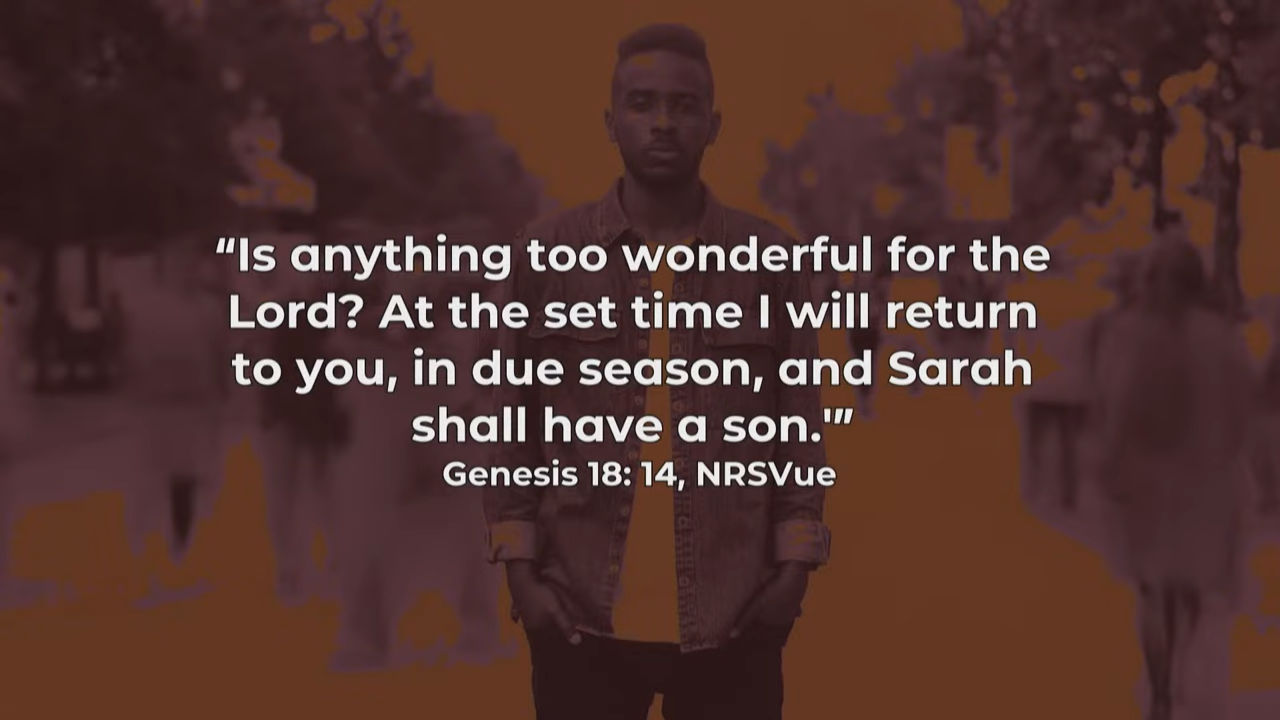 “Is anything too wonderful for the
Lord? At the set time I will return
to you, in due season, and Sarah
shall have a son.'”
Genesis 18: 14, NRSVue